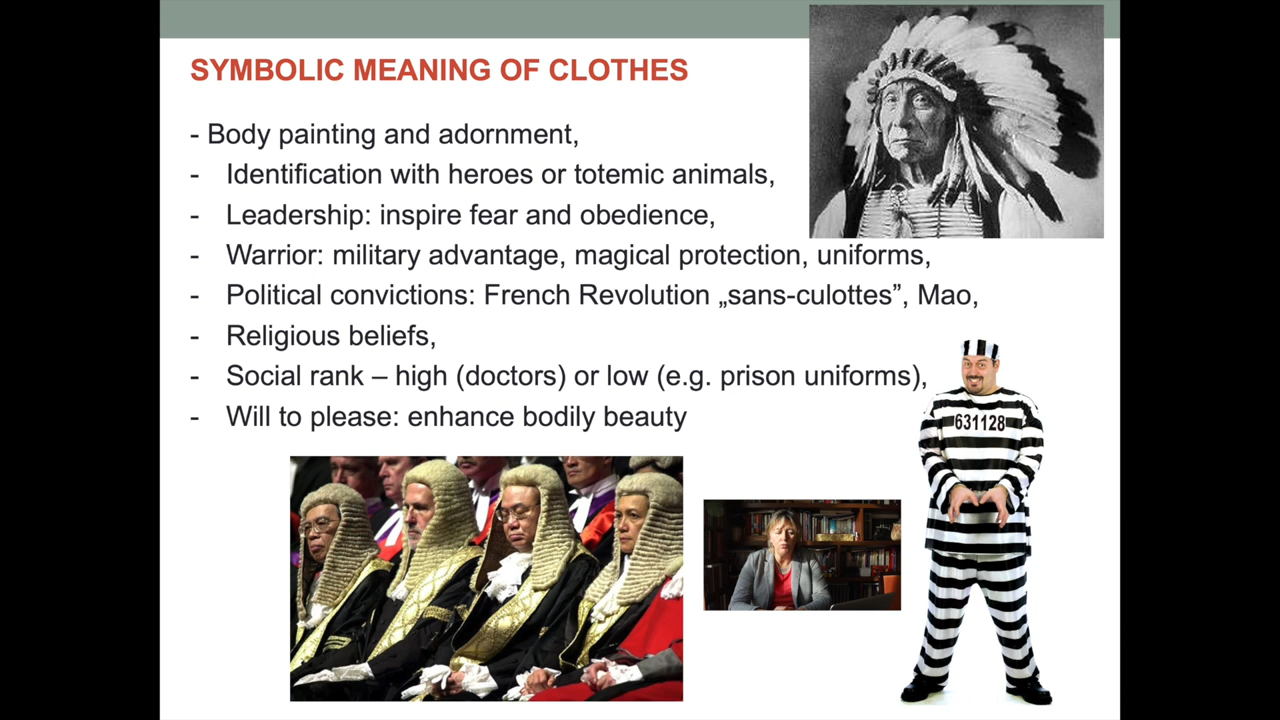 SYMBOLIC MEANING OF CLOTHES
- Body painting and adornment,
- Identification with heroes or totemic animals,
- Leadership: inspire fear and obedience,
- Warrior: military advantage, magical protection, uniforms,
- Political convictions: French Revolution „sans-culottes”, Mao,
- Religious beliefs,
- Social rank – high (doctors) or low (e.g. prison uniforms),
- Will to please: enhance bodily beauty
631128